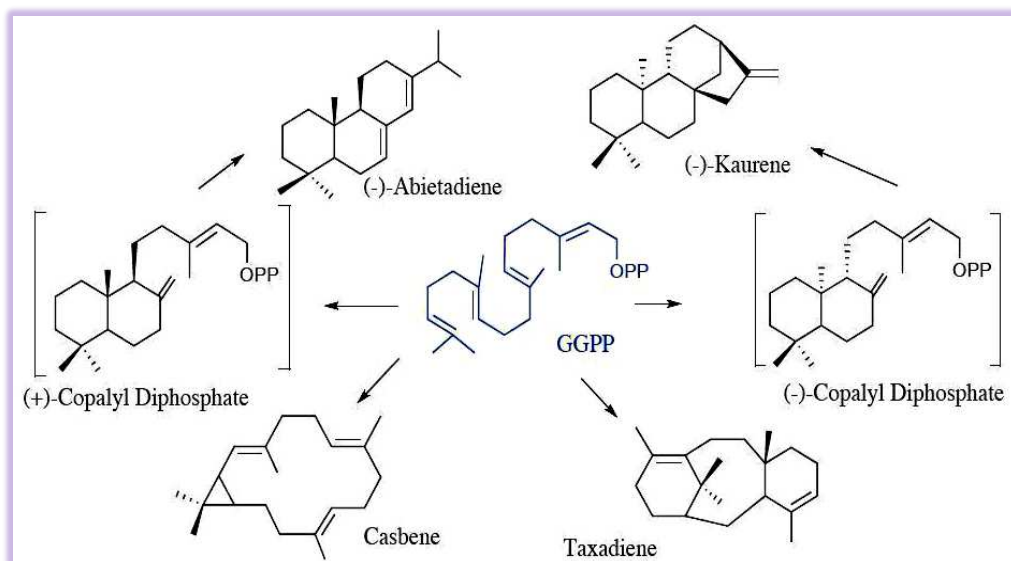 (-)-Abietadiene
(-)-Kaurene
OPP
OPP
OPP
GGPP
(+)-Copalyl Diphosphate
(-)-Copalyl Diphosphate
Casbene
Taxadiene